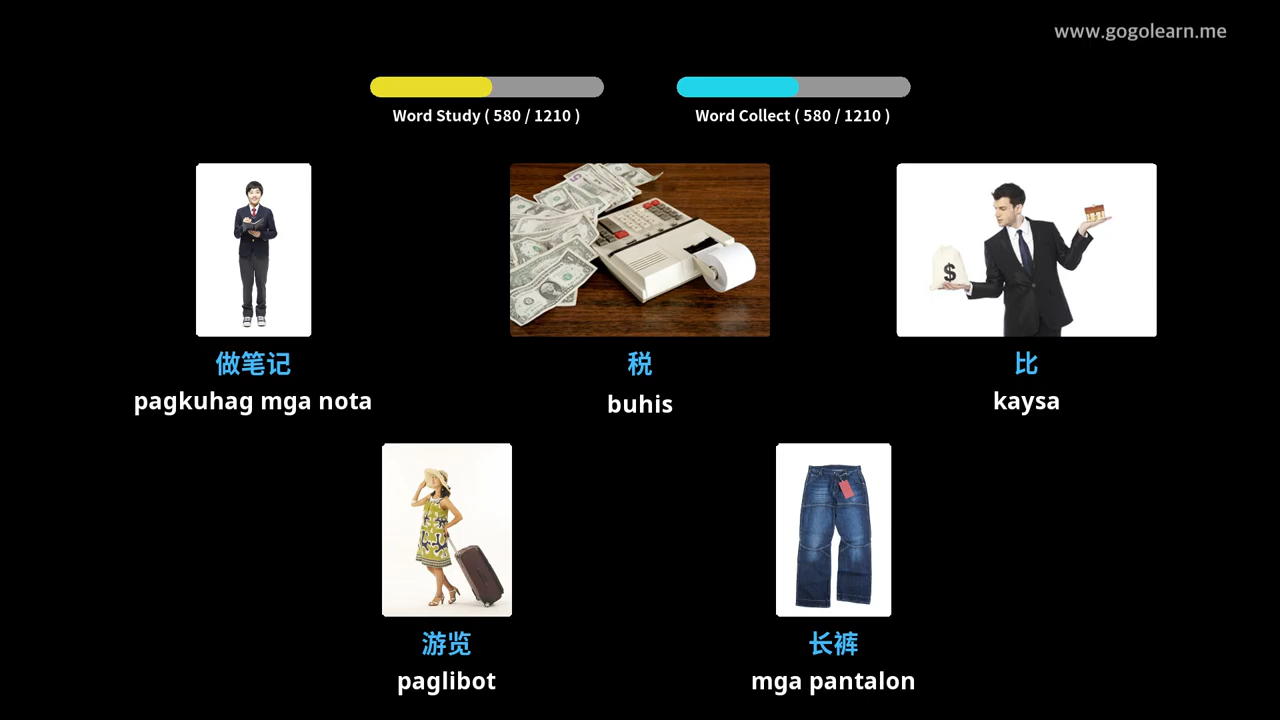 www.gogolearn.me
Word Study ( 580 / 1210 )
Word Collect ( 580 / 1210 )
做笔记
pagkuhag mga nota
税
buhis
比
kaysa
$
游览
paglibot
长裤
mga pantalon